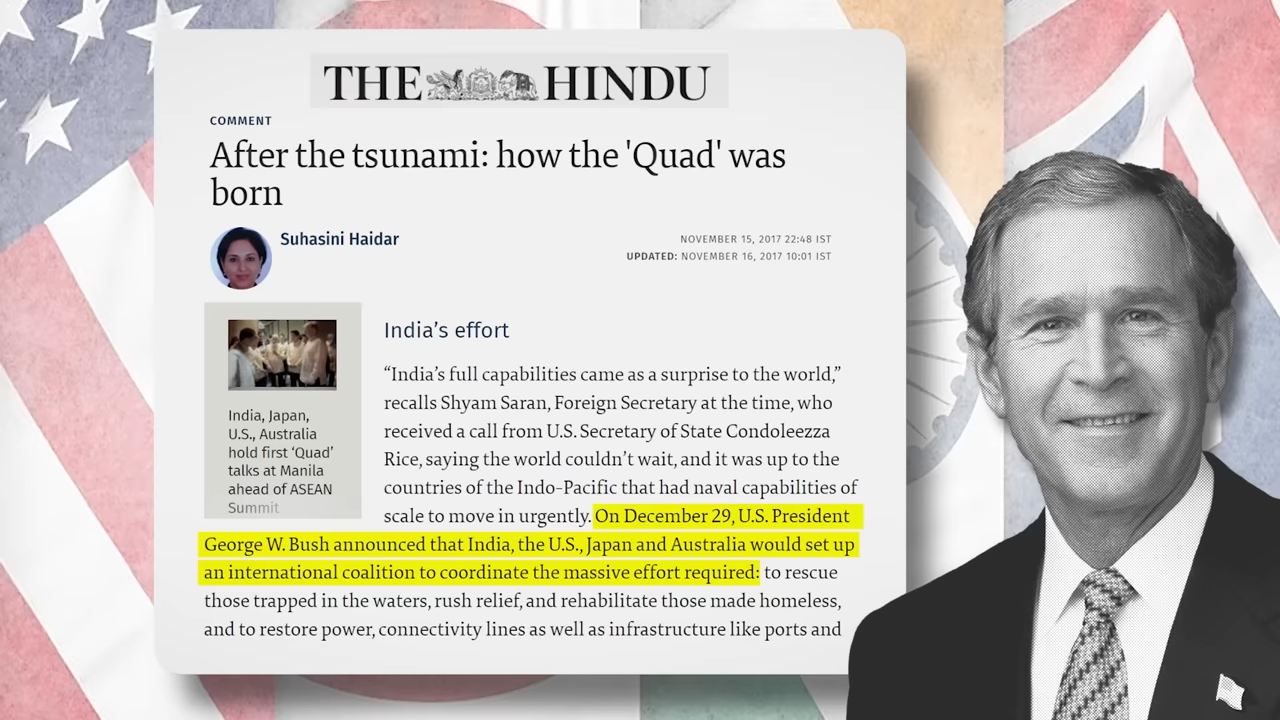 THE HINDU
COMMENT
After the tsunami: how the 'Quad' was
born
Suhasini Haidar
NOVEMBER 15, 2017 22:48 IST
UPDATED: NOVEMBER 16, 2017 10:01 IST
India, Japan,
U.S., Australia
hold first ‘Quad’
talks at Manila
ahead of ASEAN
Summit
India’s effort
“India’s full capabilities came as a surprise to the world,”
recalls Shyam Saran, Foreign Secretary at the time, who
received a call from U.S. Secretary of State Condoleezza
Rice, saying the world couldn’t wait, and it was up to the
countries of the Indo-Pacific that had naval capabilities of
scale to move in urgently. On December 29, U.S. President
George W. Bush announced that India, the U.S., Japan and Australia would set up
an international coalition to coordinate the massive effort required: to rescue
those trapped in the waters, rush relief, and rehabilitate those made homeless,
and to restore power, connectivity lines as well as infrastructure like ports and